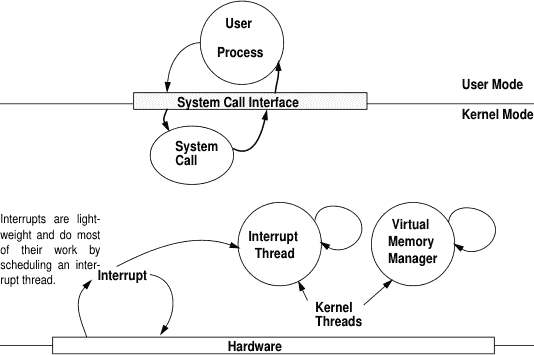 User
Process
User Mode
System Call Interface
Kernel Mode
System
Call
Interrupts are light-
weight and do most
of their work by
scheduling an inter-
rupt thread.
Interrupt
Interrupt
Thread
Virtual
Memory
Manager
Kernel
Threads
Hardware